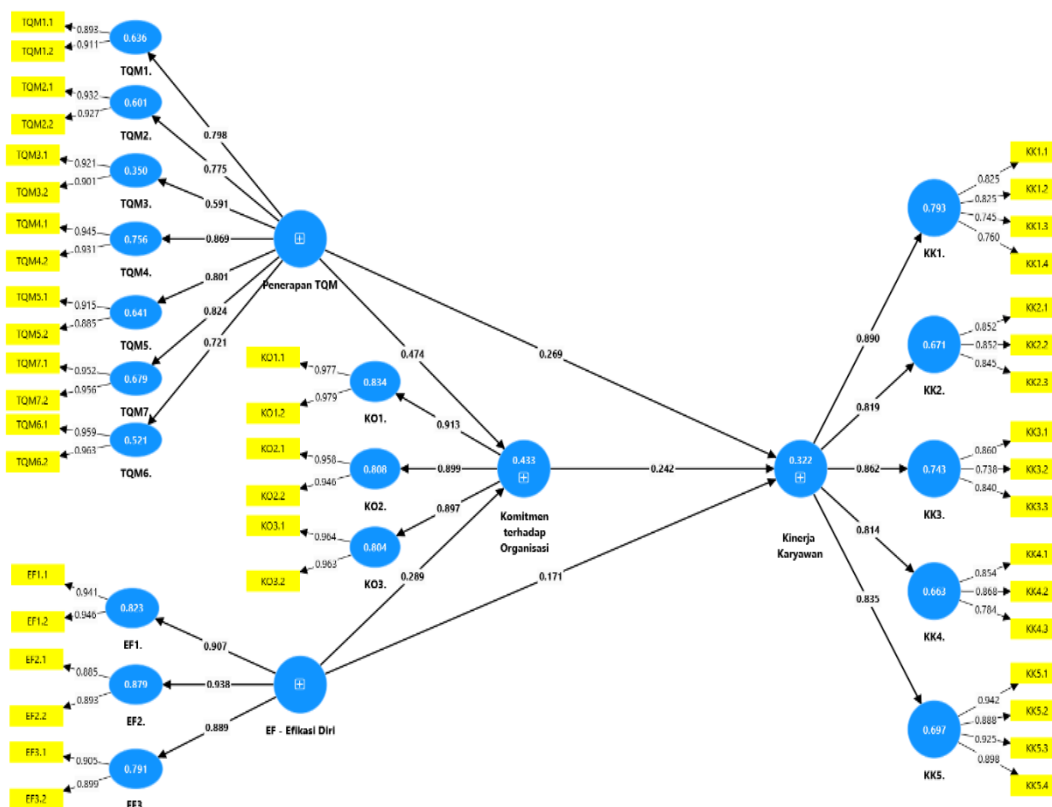 TQM1.1
0.893
TQM1.2
0.911
0.636
TQM1.
TQM2.1
0.932
TQM2.2
0.927
0.601
TQM2.
TQM3.1
0.921
TQM3.2
0.901
0.350
TQM3.
TQM4.1
0.945
TQM4.2
0.931
0.756
TQM4.
TQM5.1
0.915
TQM5.2
0.885
0.641
TQM5.
TQM7.1
0.952
TQM7.2
0.956
0.679
TQM7.
TQM6.1
0.959
TQM6.2
0.963
0.521
TQM6.
0.798
0.775
0.591
0.869
0.801
0.824
0.721
Penerapan TQM
0.474
0.269
KO1.1
0.977
KO1.2
0.979
0.834
KO1.
KO2.1
0.958
KO2.2
0.946
0.808
KO2.
KO3.1
0.964
KO3.2
0.963
0.804
KO3.
0.913
0.899
0.897
0.433
Komitmen
terhadap
Organisasi
0.242
0.289
0.171
EF1.1
0.941
EF1.2
0.946
0.823
EF1.
EF2.1
0.885
EF2.2
0.893
0.879
EF2.
EF3.1
0.905
EF3.2
0.899
0.791
EF3
0.907
0.938
0.889
EF - Efikasi Diri
0.322
Kinerja
Karyawan
0.890
0.819
0.862
0.814
0.835
0.793
KK1.
0.825
KK1.1
0.825
KK1.2
0.745
KK1.3
0.760
KK1.4
0.671
KK2.
0.852
KK2.1
0.852
KK2.2
0.845
KK2.3
0.743
KK3.
0.860
KK3.1
0.738
KK3.2
0.840
KK3.3
0.663
KK4.
0.854
KK4.1
0.868
KK4.2
0.784
KK4.3
0.697
KK5.
0.942
KK5.1
0.888
KK5.2
0.925
KK5.3
0.898
KK5.4